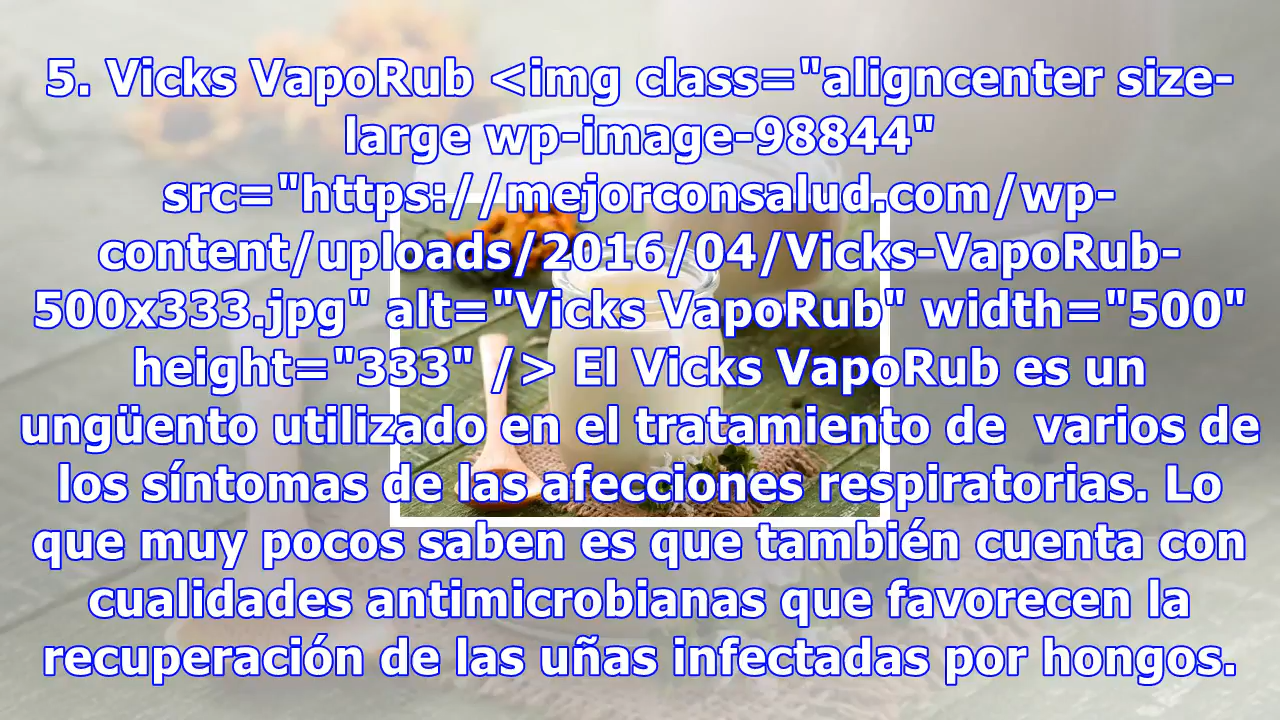 5. Vicks VapoRub <img class="aligncenter size-
large wp-image-98844"
src="https://mejorconsalud.com/wp-
content/uploads/2016/04/Vicks-VapoRub-
500x333.jpg" alt="Vicks VapoRub" width="500"
height="333" /> El Vicks VapoRub es un
ungüento utilizado en el tratamiento de  varios de
los síntomas de las afecciones respiratorias. Lo
que muy pocos saben es que también cuenta con
cualidades antimicrobianas que favorecen la
recuperación de las uñas infectadas por hongos.